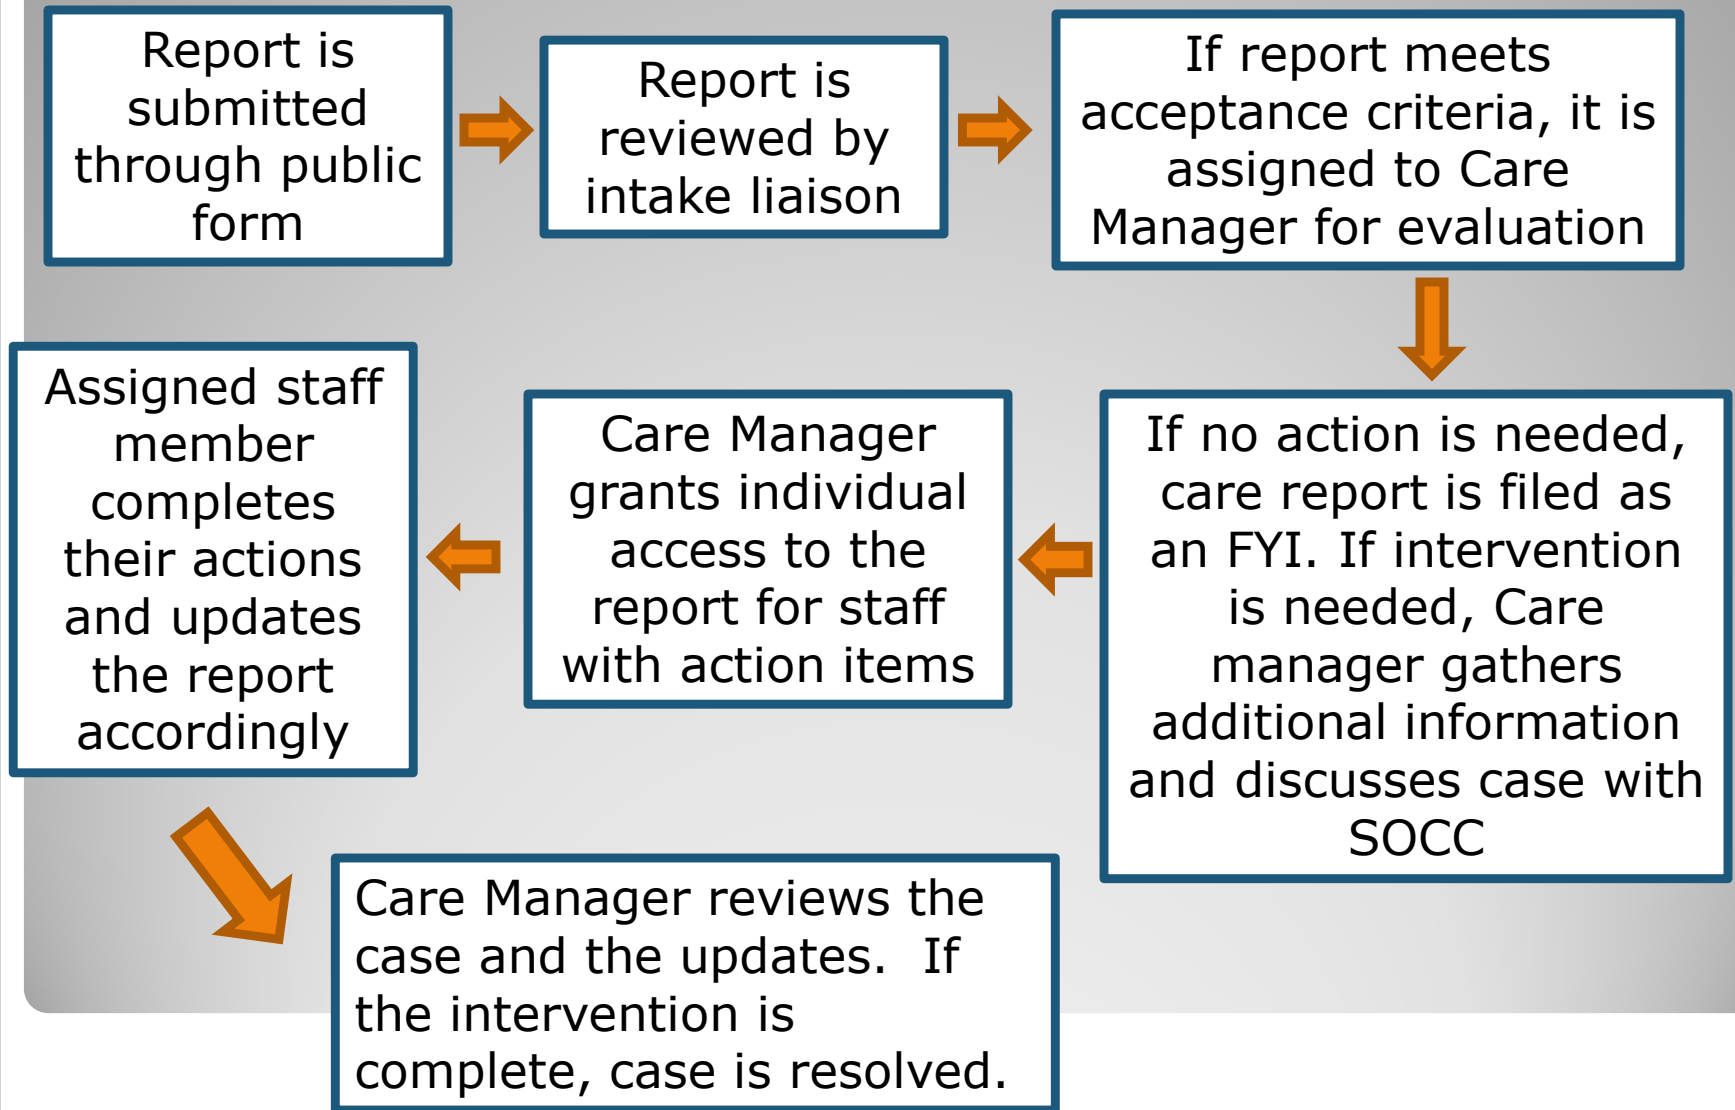 Report is
submitted
through public
form
Report is
reviewed by
intake liaison
If report meets
acceptance criteria, it is
assigned to Care
Manager for evaluation
If no action is needed,
care report is filed as
an FYI. If intervention
is needed, Care
manager gathers
additional information
and discusses case with
SOCC
Care Manager
grants individual
access to the
report for staff
with action items
Assigned staff
member
completes
their actions
and updates
the report
accordingly
Care Manager reviews the
case and the updates.  If
the intervention is
complete, case is resolved.